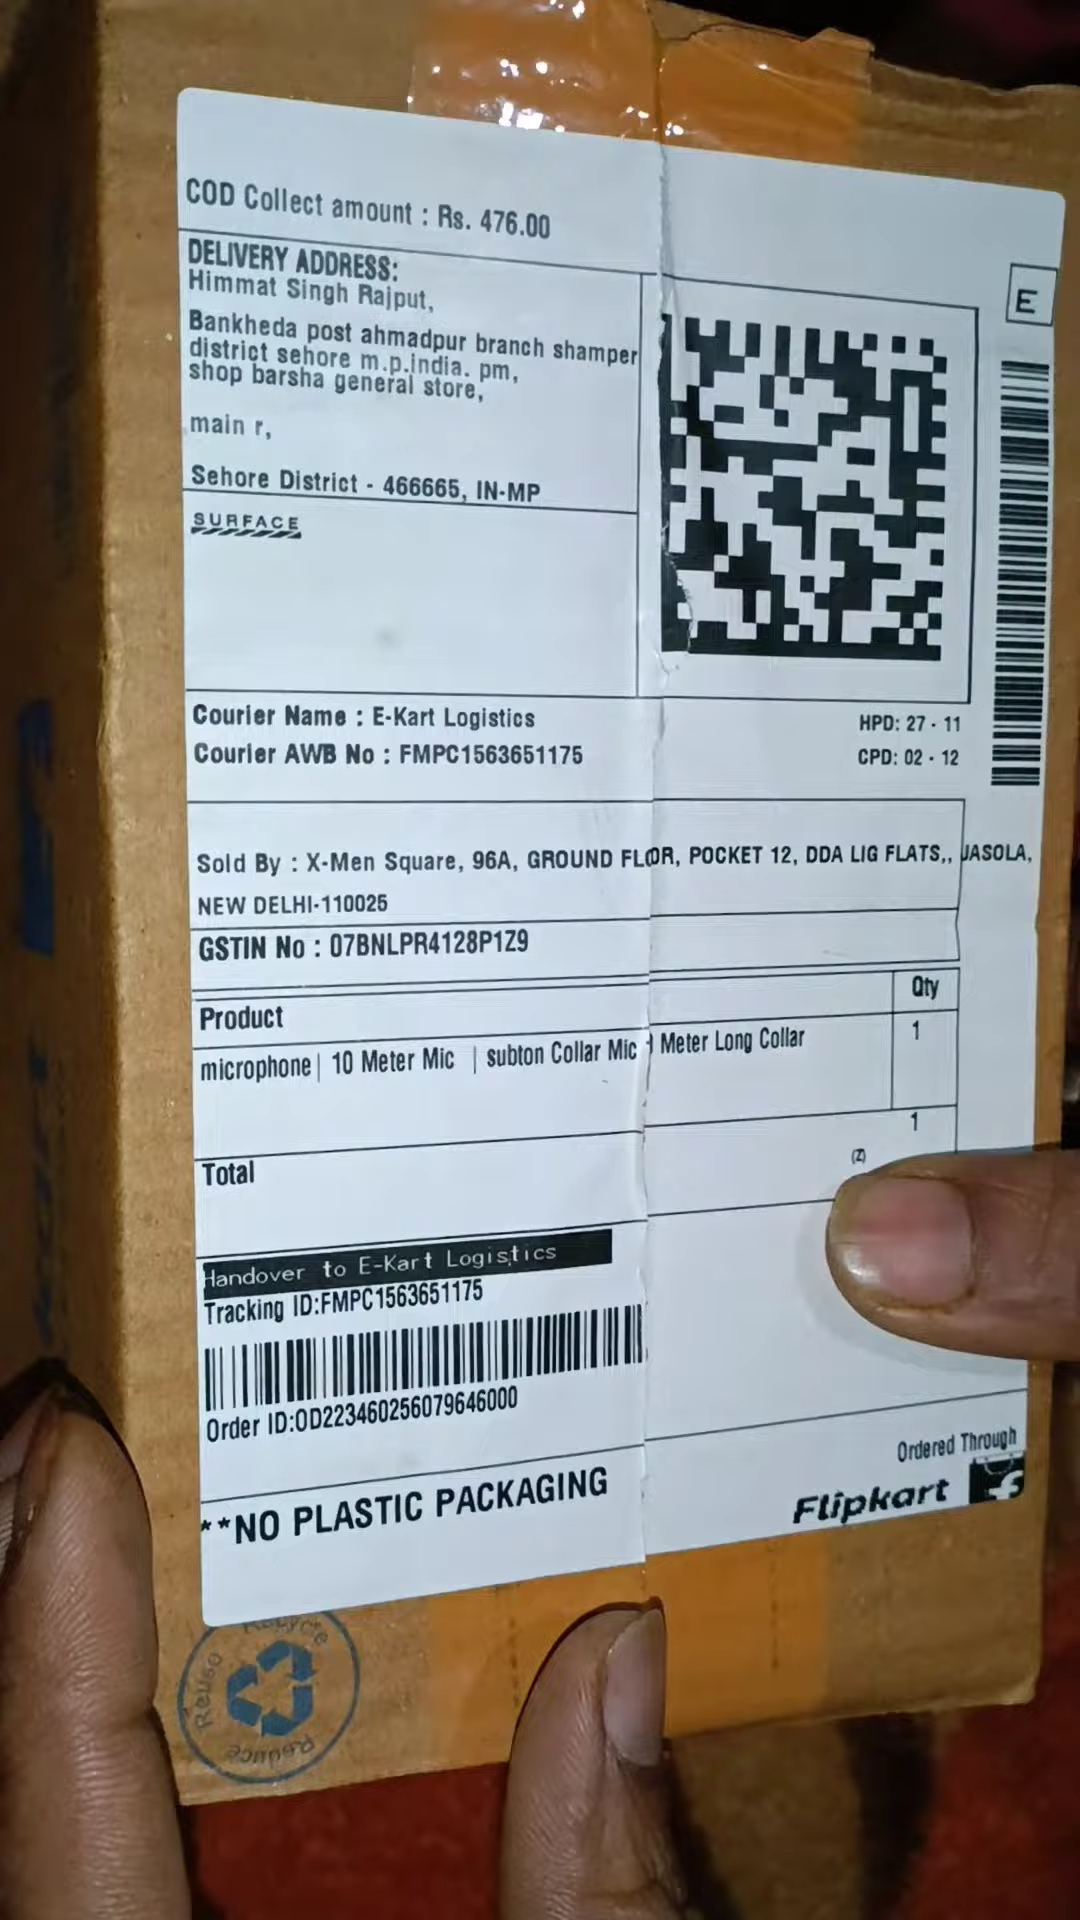 COD Collect amount : Rs. 476.00
DELIVERY ADDRESS:
Himmat Singh Rajput,
Bankheda post ahmadpur branch shamper
district sehore m.p.india. pm,
shop barsha general store,
main r,
Sehore District - 466665, IN-MP
SURFACE
E
Courier Name : E-Kart Logistics
Courier AWB No : FMPC1563651175
HPD: 27 - 11
CPD: 02 - 12
Sold By : X-Men Square, 96A, GROUND FLOOR, POCKET 12, DDA LIG FLATS,, JASOLA,
NEW DELHI-110025
GSTIN No : 07BNLPR4128P1Z9
Product Qty
microphone| 10 Meter Mic | subton Collar Mic 1 Meter Long Collar 1
Total 1
(Z)
Handover to E-Kart Logistics
Tracking ID:FMPC1563651175
Order ID:OD223460256079646000
Ordered Through
Flipkart
**NO PLASTIC PACKAGING
Recycle
Reuse
Reduce